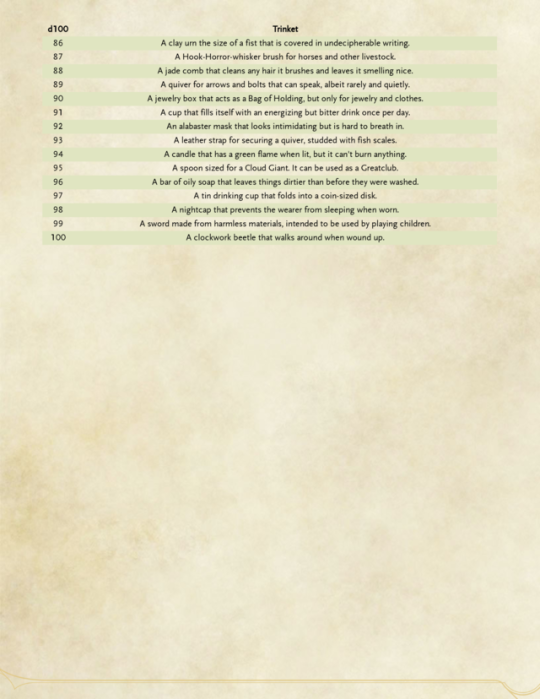 d100 Trinket
86 A clay urn the size of a fist that is covered in undecipherable writing.
87 A Hook-Horror-whisker brush for horses and other livestock.
88 A jade comb that cleans any hair it brushes and leaves it smelling nice.
89 A quiver for arrows and bolts that can speak, albeit rarely and quietly.
90 A jewelry box that acts as a Bag of Holding, but only for jewelry and clothes.
91 A cup that fills itself with an energizing but bitter drink once per day.
92 An alabaster mask that looks intimidating but is hard to breath in.
93 A leather strap for securing a quiver, studded with fish scales.
94 A candle that has a green flame when lit, but it can't burn anything.
95 A spoon sized for a Cloud Giant. It can be used as a Greatclub.
96 A bar of oily soap that leaves things dirtier than before they were washed.
97 A tin drinking cup that folds into a coin-sized disk.
98 A nightcap that prevents the wearer from sleeping when worn.
99 A sword made from harmless materials, intended to be used by playing children.
100 A clockwork beetle that walks around when wound up.